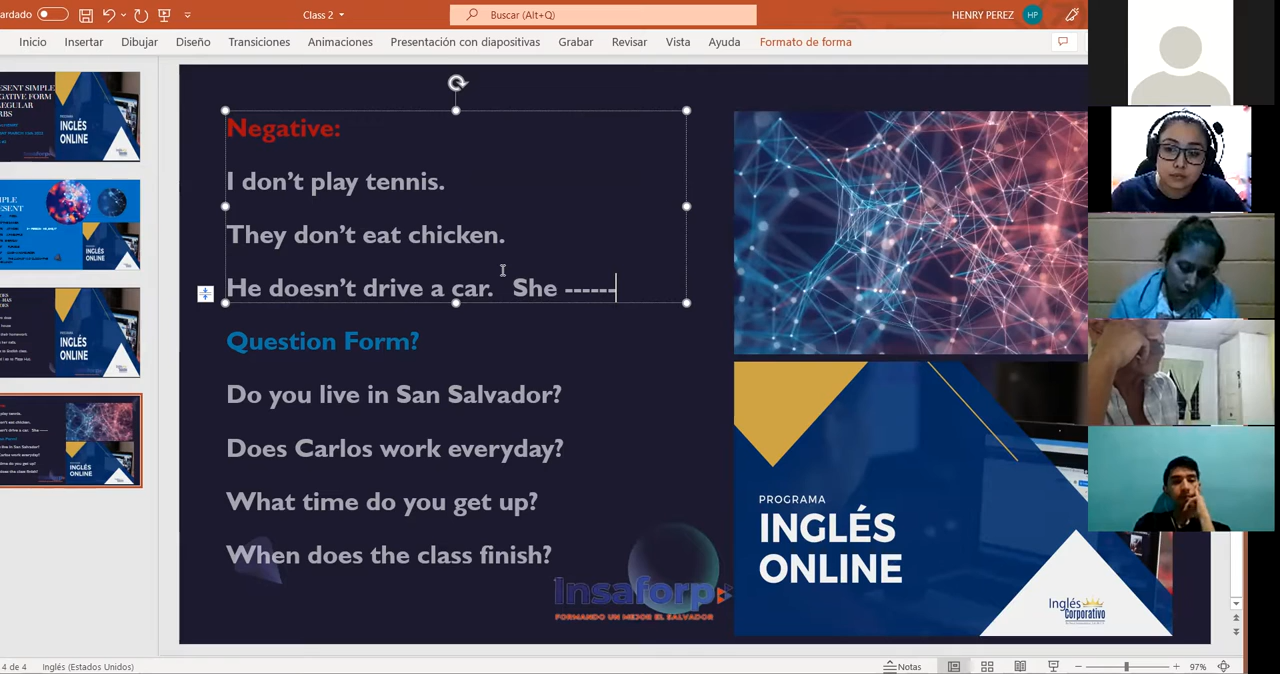 ardado
Class 2
Buscar (Alt+Q)
HENRY PEREZ
HP
Inicio
Insertar
Dibujar
Diseño
Transiciones
Animaciones
Presentación con diapositivas
Grabar
Revisar
Vista
Ayuda
Formato de forma
INGLÉS
ONLINE
INGLÉS
ONLINE
Negative:
I don’t play tennis.
They don’t eat chicken.
He doesn’t drive a car. She ------
Question Form?
Do you live in San Salvador?
Does Carlos work everyday?
What time do you get up?
When does the class finish?
Insaforp
FORMANDO UN MEJOR EL SALVADOR
PROGRAMA
INGLÉS
ONLINE
Inglés
Corporativo
4 de 4
Inglés (Estados Unidos)
Notas
97%